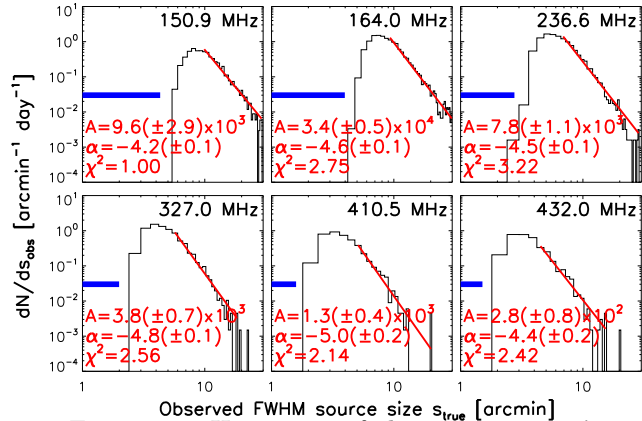 150.9 MHz
164.0 MHz
236.6 MHz
10¹
10⁰
10⁻¹
10⁻²
10⁻³
10⁻⁴
A=9.6(±2.9)×10³
α=−4.2(±0.1)
χ²=1.00
A=3.4(±0.5)×10⁴
α=−4.6(±0.1)
χ²=2.75
A=7.8(±1.1)×10³
α=−4.5(±0.1)
χ²=3.22
dN/ds_obs [arcmin⁻¹ day⁻¹]
327.0 MHz
410.5 MHz
432.0 MHz
10¹
10⁰
10⁻¹
10⁻²
10⁻³
10⁻⁴
A=3.8(±0.7)×10³
α=−4.8(±0.1)
χ²=2.56
A=1.3(±0.4)×10³
α=−5.0(±0.2)
χ²=2.14
A=2.8(±0.8)×10²
α=−4.4(±0.2)
χ²=2.42
1 10 1 10 1 10
Observed FWHM source size s_true [arcmin]